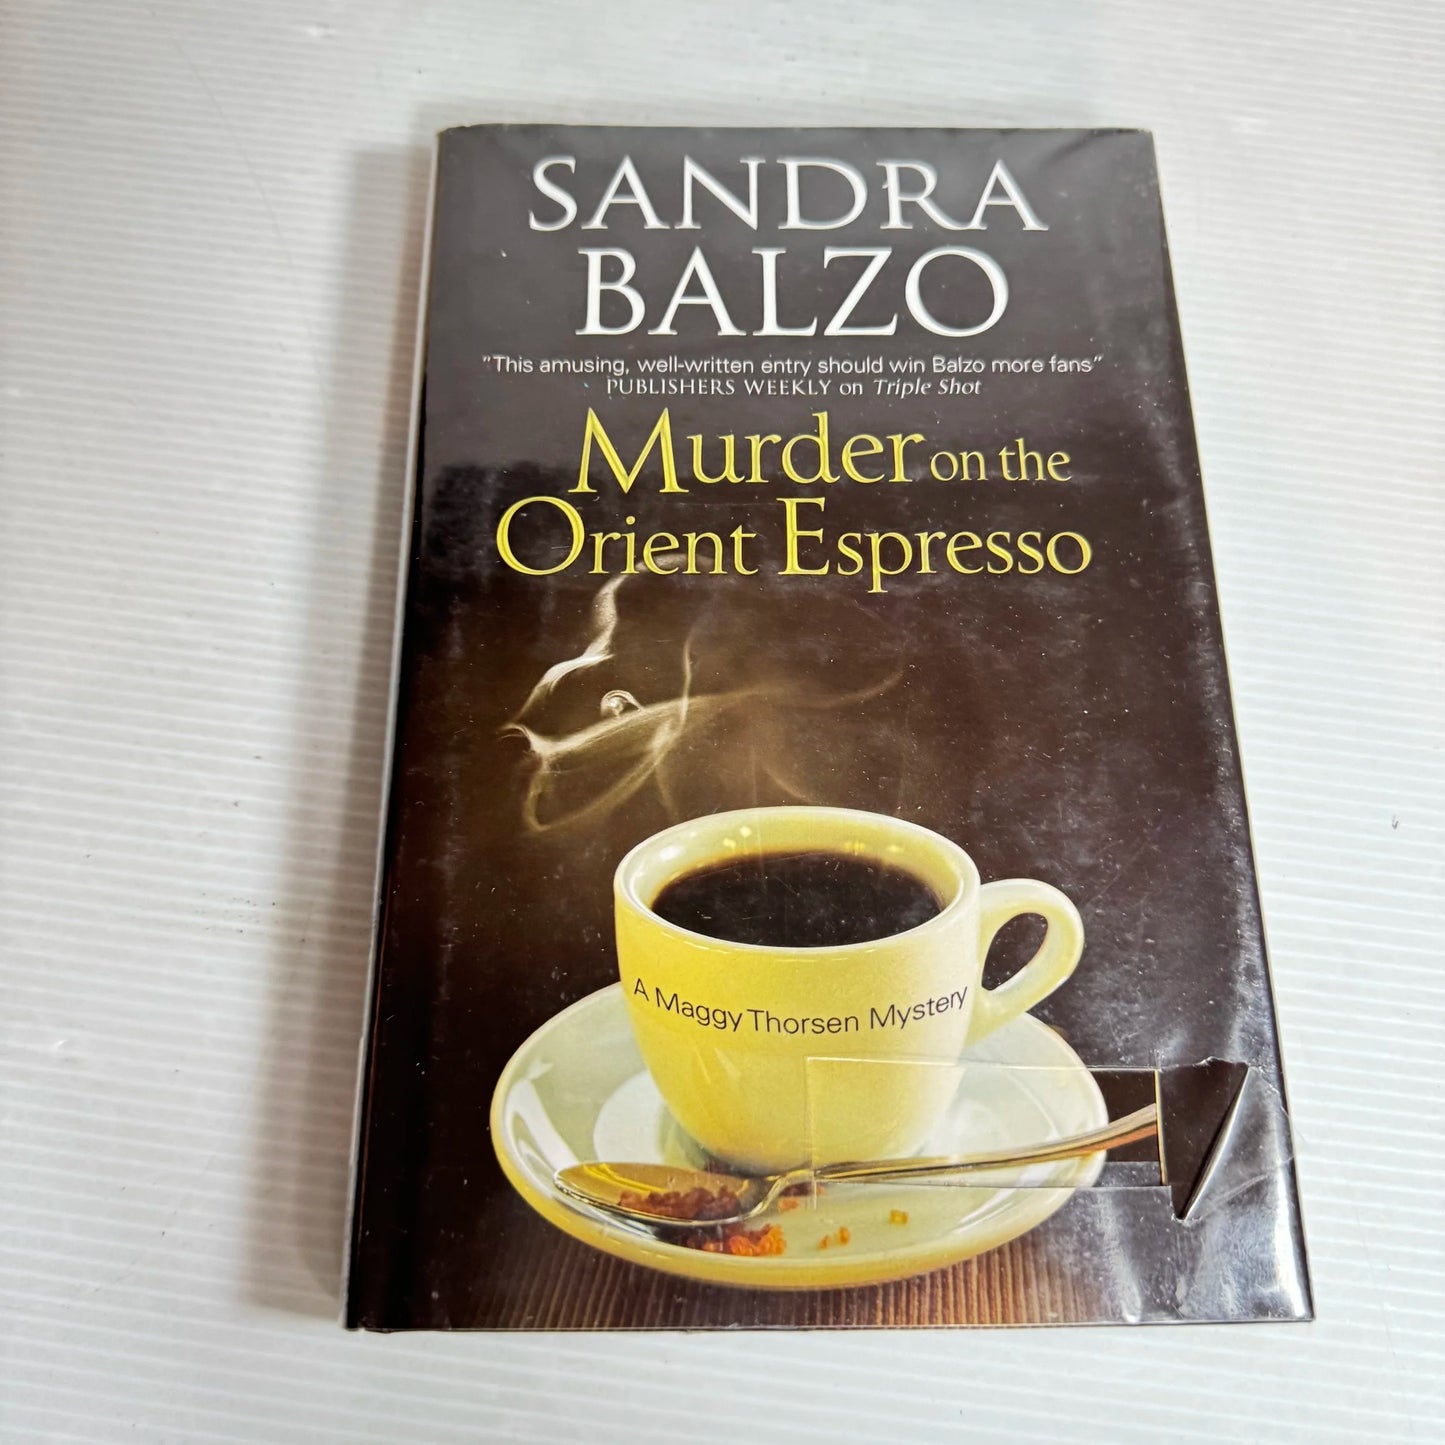 SANDRA
BALZO
"This amusing, well-written entry should win Balzo more fans"
PUBLISHERS WEEKLY on Triple Shot
Murder on the
Orient Espresso
A Maggy Thorsen Mystery